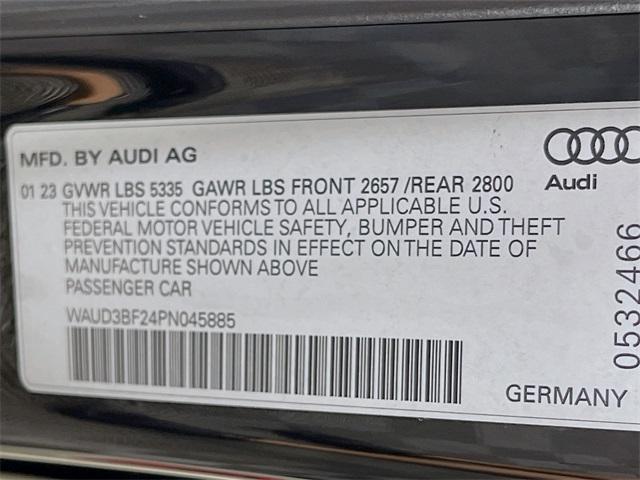 MFD. BY AUDI AG
01 23 GVWR LBS 5335 GAWR LBS FRONT 2657 /REAR 2800
THIS VEHICLE CONFORMS TO ALL APPLICABLE U.S.
FEDERAL MOTOR VEHICLE SAFETY, BUMPER AND THEFT
PREVENTION STANDARDS IN EFFECT ON THE DATE OF
MANUFACTURE SHOWN ABOVE
PASSENGER CAR
WAUD3BF24PN045885
Audi
0532466
GERMANY